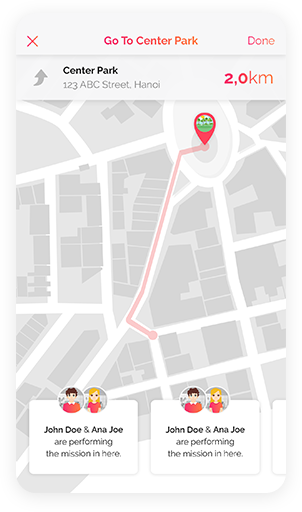 Go To Center Park
Done
Center Park
123 ABC Street, Hanoi
2,0km
John Doe & Ana Joe
are performing
the mission in here.
John Doe & Ana Joe
are performing
the mission in here.